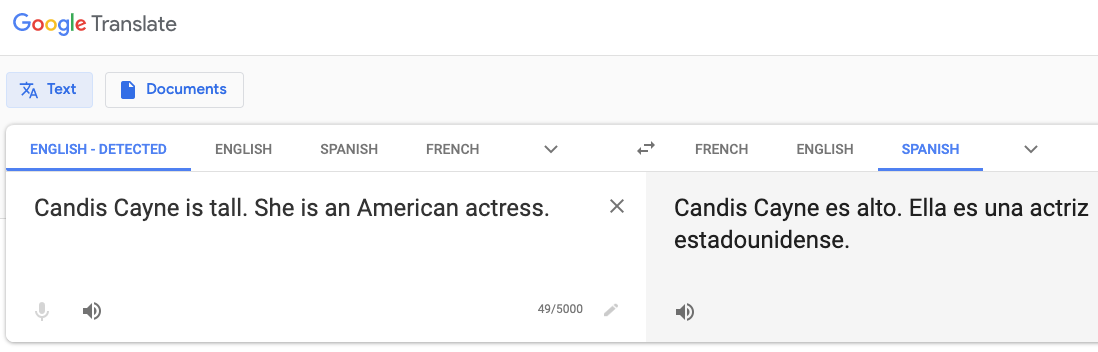 Google Translate
Text
Documents
ENGLISH - DETECTED ENGLISH SPANISH FRENCH FRENCH ENGLISH SPANISH
Candis Cayne is tall. She is an American actress.
Candis Cayne es alto. Ella es una actriz
estadounidense.
49/5000